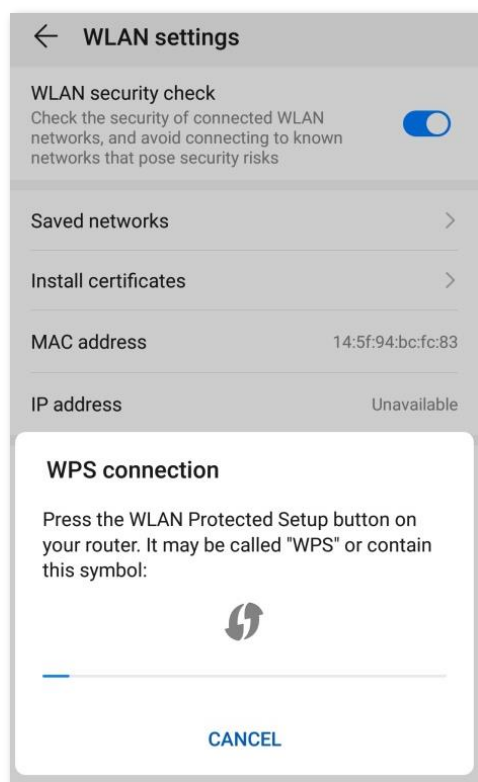 WLAN settings
WLAN security check
Check the security of connected WLAN
networks, and avoid connecting to known
networks that pose security risks
Saved networks
Install certificates
MAC address 14:5f:94:bc:fc:83
IP address Unavailable
WPS connection
Press the WLAN Protected Setup button on
your router. It may be called "WPS" or contain
this symbol:
CANCEL